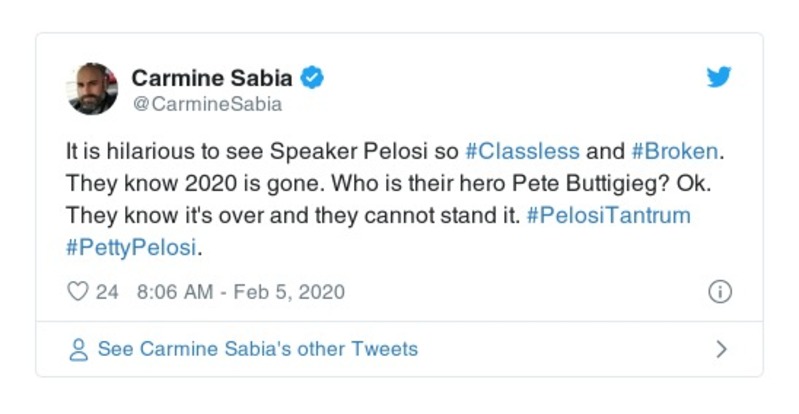 Carmine Sabia
@CarmineSabia
It is hilarious to see Speaker Pelosi so #Classless and #Broken.
They know 2020 is gone. Who is their hero Pete Buttigieg? Ok.
They know it's over and they cannot stand it. #PelosiTantrum
#PettyPelosi.
24 8:06 AM - Feb 5, 2020
See Carmine Sabia's other Tweets